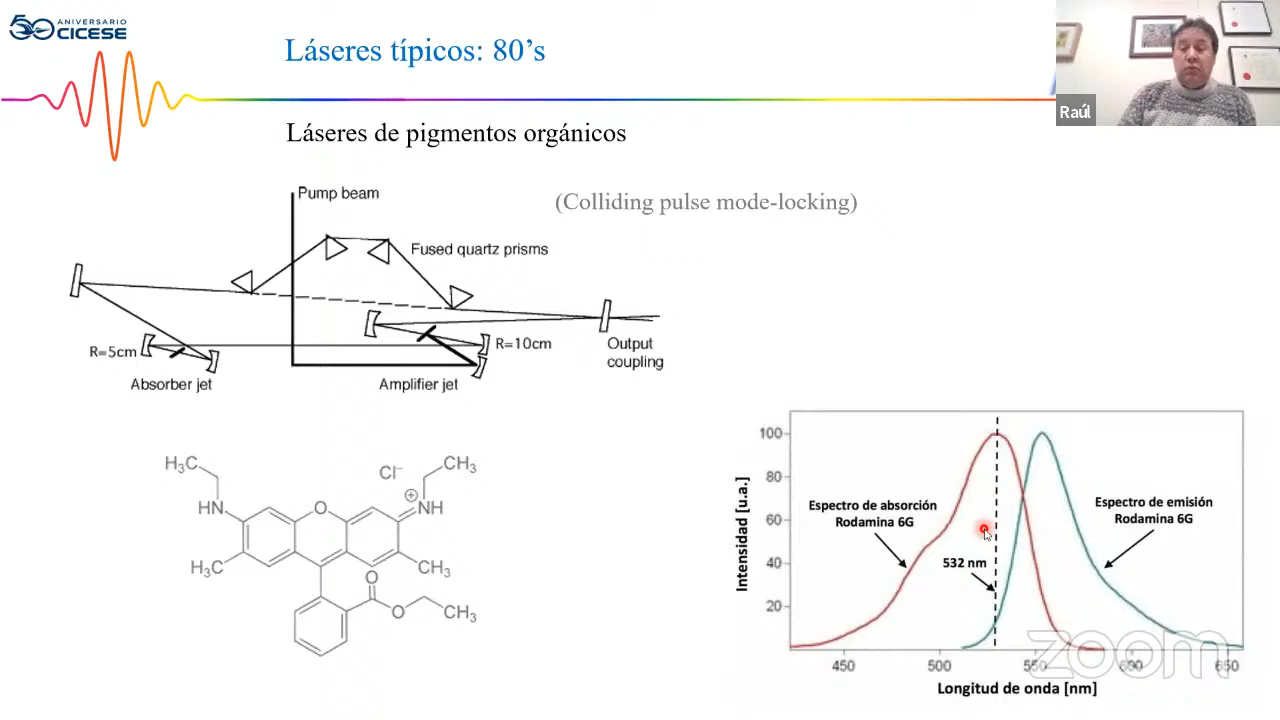 50 ANIVERSARIO
CICESE
Láseres típicos: 80’s
Raúl
Láseres de pigmentos orgánicos
(Colliding pulse mode-locking)
Pump beam
Fused quartz prisms
R=5cm
R=10cm
Output
coupling
Absorber jet
Amplifier jet
H₃C
Cl⁻
CH₃
HN
O
⊕
NH
H₃C
CH₃
O
O
CH₃
Intensidad [u.a.]
100
80
60
40
20
Espectro de absorción
Rodamina 6G
Espectro de emisión
Rodamina 6G
532 nm
zoom
450
500
550
600
650
Longitud de onda [nm]